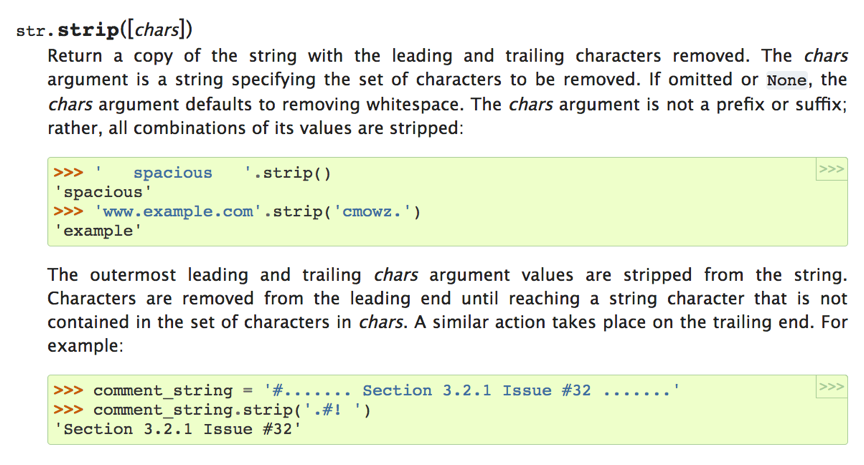 str.strip([chars])
Return a copy of the string with the leading and trailing characters removed. The chars
argument is a string specifying the set of characters to be removed. If omitted or None, the
chars argument defaults to removing whitespace. The chars argument is not a prefix or suffix;
rather, all combinations of its values are stripped:
>>> '   spacious   '.strip()
>>>
'spacious'
>>> 'www.example.com'.strip('cmowz.')
'example'
The outermost leading and trailing chars argument values are stripped from the string.
Characters are removed from the leading end until reaching a string character that is not
contained in the set of characters in chars. A similar action takes place on the trailing end. For
example:
>>> comment_string = '#....... Section 3.2.1 Issue #32 .......'
>>>
>>> comment_string.strip('.#! ')
'Section 3.2.1 Issue #32'